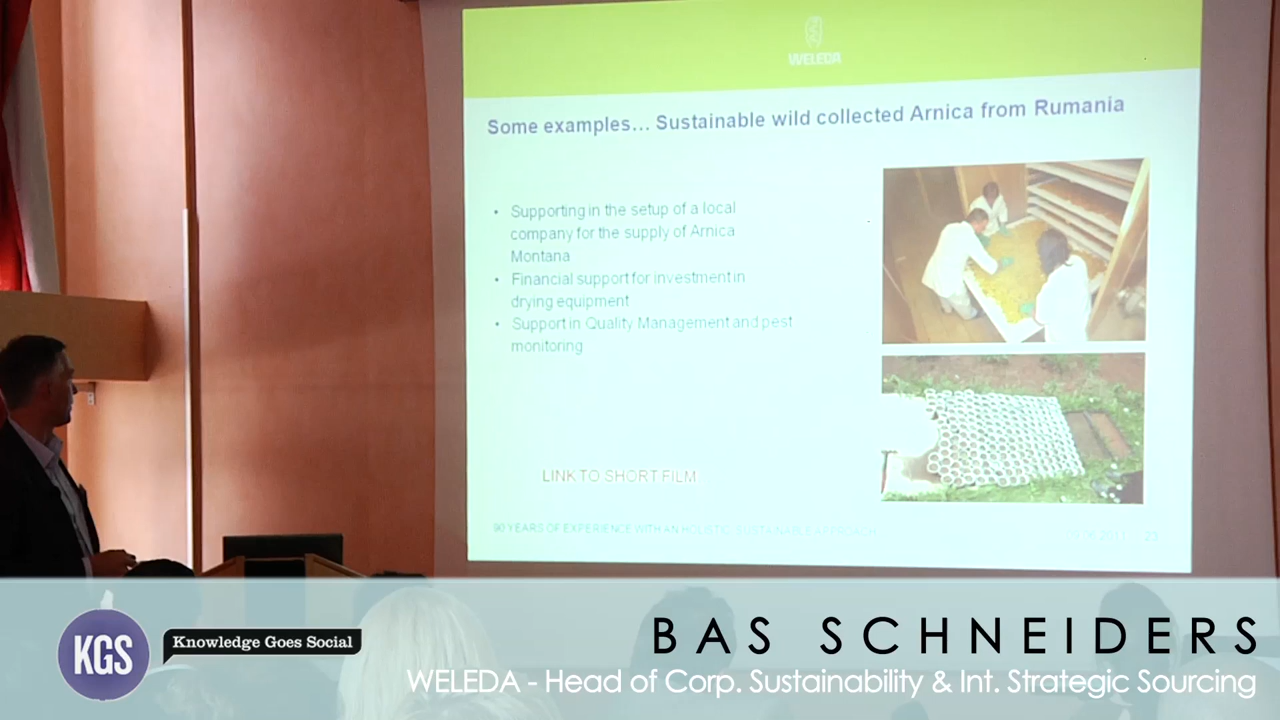 WELEDA
Some examples... Sustainable wild collected Arnica from Rumania
• Supporting in the setup of a local
company for the supply of Arnica
Montana
• Financial support for investment in
drying equipment
• Support in Quality Management and pest
monitoring
LINK TO SHORT FILM
90 YEARS OF EXPERIENCE WITH AN HOLISTIC, SUSTAINABLE APPROACH
23
KGS
Knowledge Goes Social
BAS SCHNEIDERS
WELEDA - Head of Corp. Sustainability & Int. Strategic Sourcing